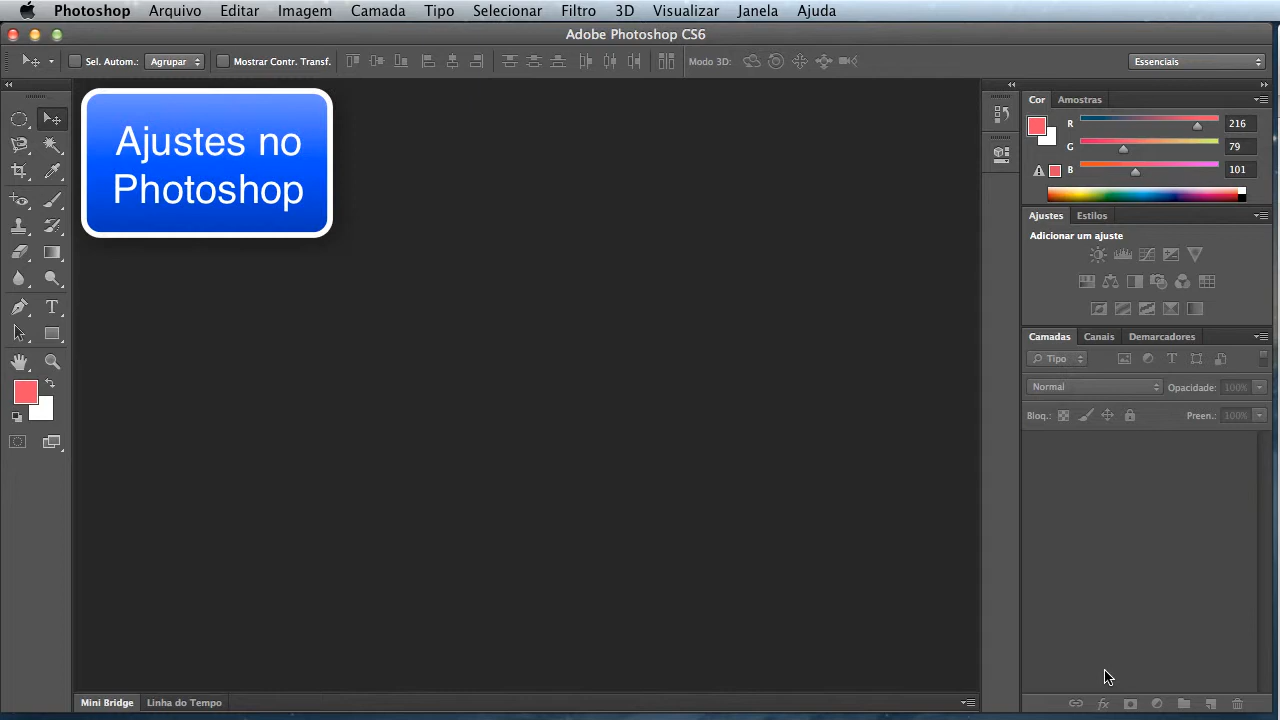 Photoshop Arquivo Editar Imagem Camada Tipo Selecionar Filtro 3D Visualizar Janela Ajuda
Adobe Photoshop CS6
Sel. Autom.: Agrupar Mostrar Contr. Transf. Modo 3D: Essenciais
Ajustes no
Photoshop
Cor Amostras
R 216
G 79
B 101
Ajustes Estilos
Adicionar um ajuste
Camadas Canais Demarcadores
Tipo
Normal Opacidade: 100%
Bloq.: Preen.: 100%
Mini Bridge Linha do Tempo